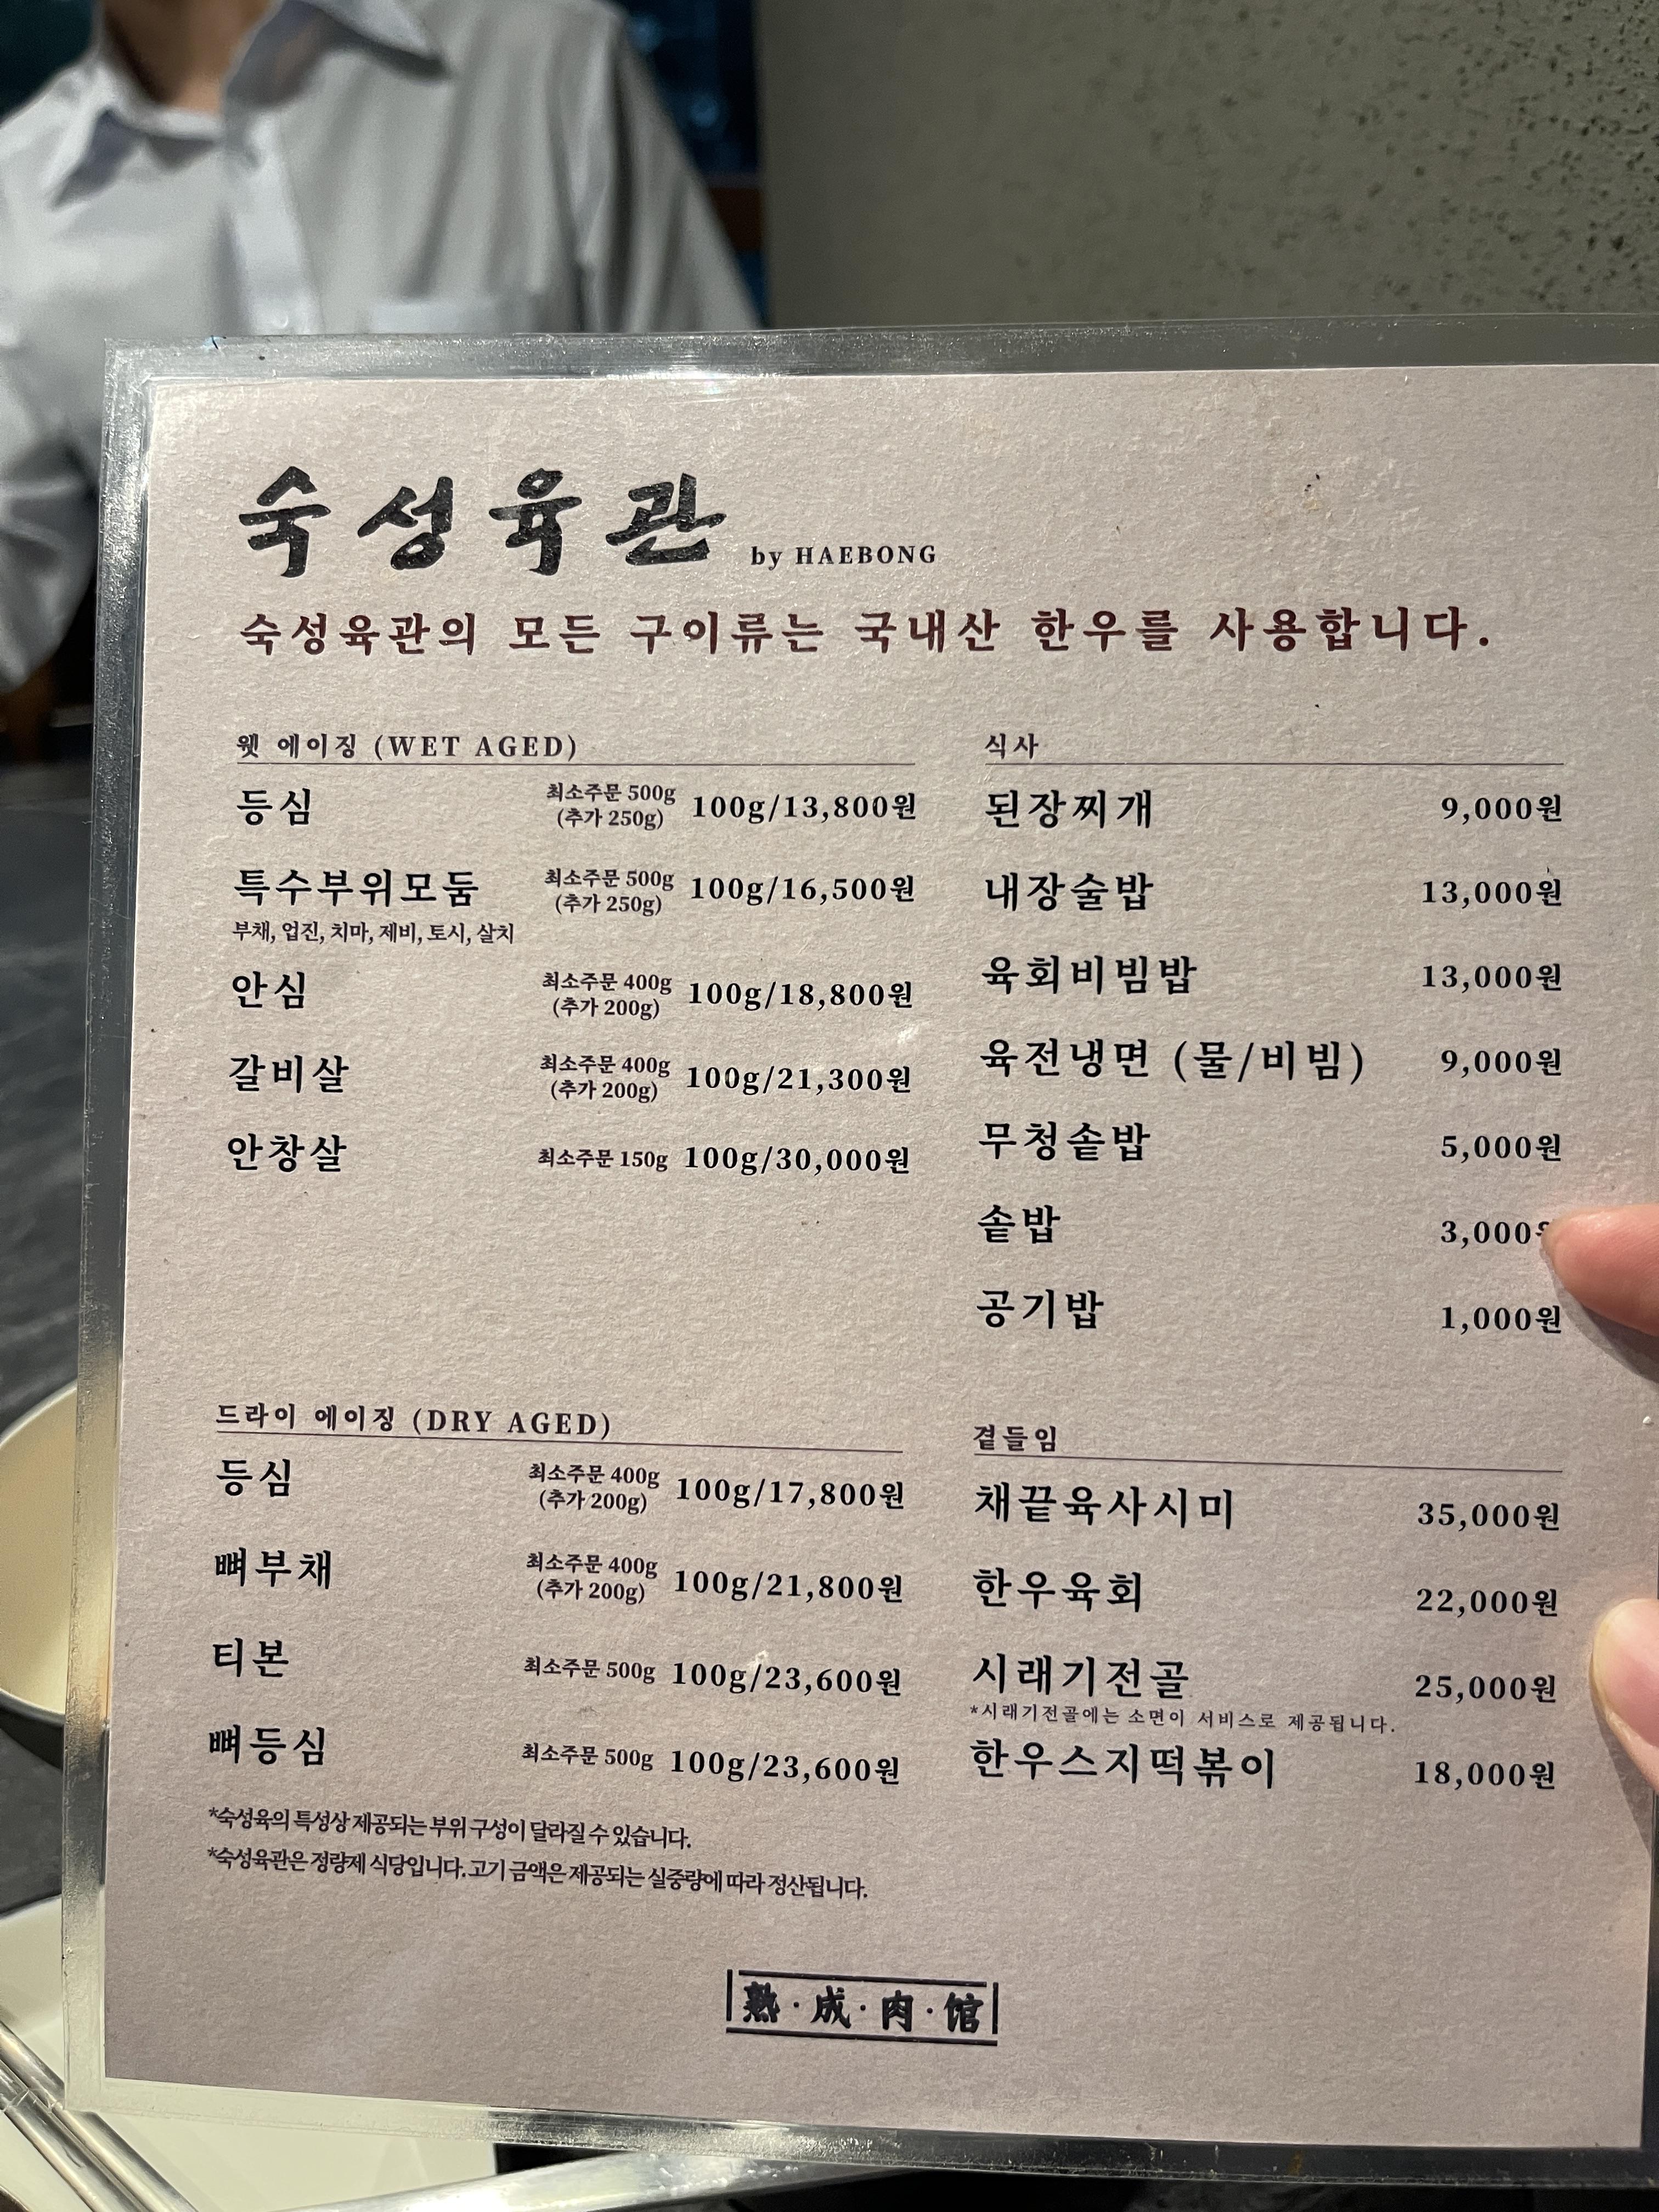 숙성육관 by HAEBONG
숙성육관의 모든 구이류는 국내산 한우를 사용합니다.
웻 에이징 (WET AGED)
등심 최소주문 500g (추가 250g) 100g/13,800원
특수부위모둠 최소주문 500g (추가 250g) 100g/16,500원
부채, 업진, 치마, 제비, 토시, 살치
안심 최소주문 400g (추가 200g) 100g/18,800원
갈비살 최소주문 400g (추가 200g) 100g/21,300원
안창살 최소주문 150g 100g/30,000원
드라이 에이징 (DRY AGED)
등심 최소주문 400g (추가 200g) 100g/17,800원
뼈부채 최소주문 400g (추가 200g) 100g/21,800원
티본 최소주문 500g 100g/23,600원
뼈등심 최소주문 500g 100g/23,600원
*숙성육의 특성상 제공되는 부위 구성이 달라질 수 있습니다.
*숙성육관은 정량제 식당입니다. 고기 금액은 제공되는 실중량에 따라 정산됩니다.
식사
된장찌개 9,000원
내장술밥 13,000원
육회비빔밥 13,000원
육전냉면 (물/비빔) 9,000원
무청솥밥 5,000원
솥밥 3,000
공기밥 1,000원
곁들임
채끝육사시미 35,000원
한우육회 22,000원
시래기전골 25,000원
*시래기전골에는 소면이 서비스로 제공됩니다.
한우스지떡볶이 18,000원
熟·成·肉·馆